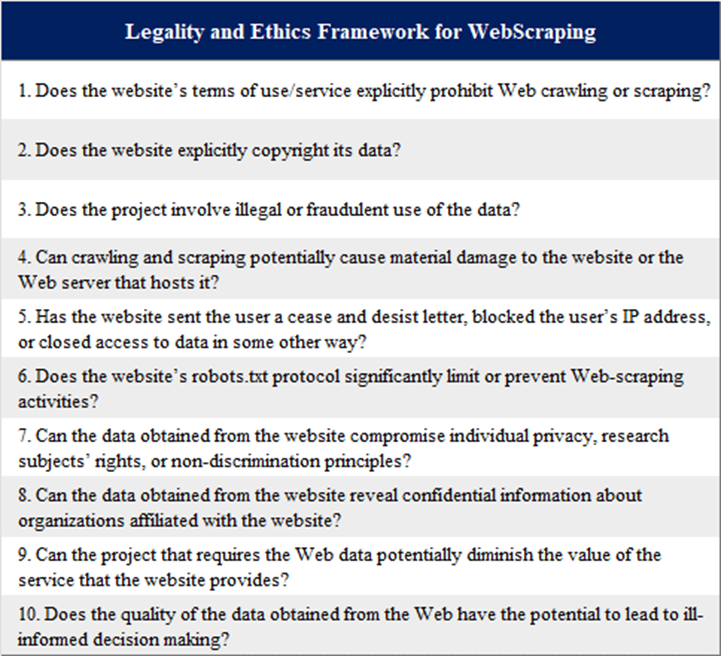 Legality and Ethics Framework for WebScraping
1. Does the website’s terms of use/service explicitly prohibit Web crawling or scraping?
2. Does the website explicitly copyright its data?
3. Does the project involve illegal or fraudulent use of the data?
4. Can crawling and scraping potentially cause material damage to the website or the
Web server that hosts it?
5. Has the website sent the user a cease and desist letter, blocked the user’s IP address,
or closed access to data in some other way?
6. Does the website’s robots.txt protocol significantly limit or prevent Web-scraping
activities?
7. Can the data obtained from the website compromise individual privacy, research
subjects’ rights, or non-discrimination principles?
8. Can the data obtained from the website reveal confidential information about
organizations affiliated with the website?
9. Can the project that requires the Web data potentially diminish the value of the
service that the website provides?
10. Does the quality of the data obtained from the Web have the potential to lead to ill-
informed decision making?